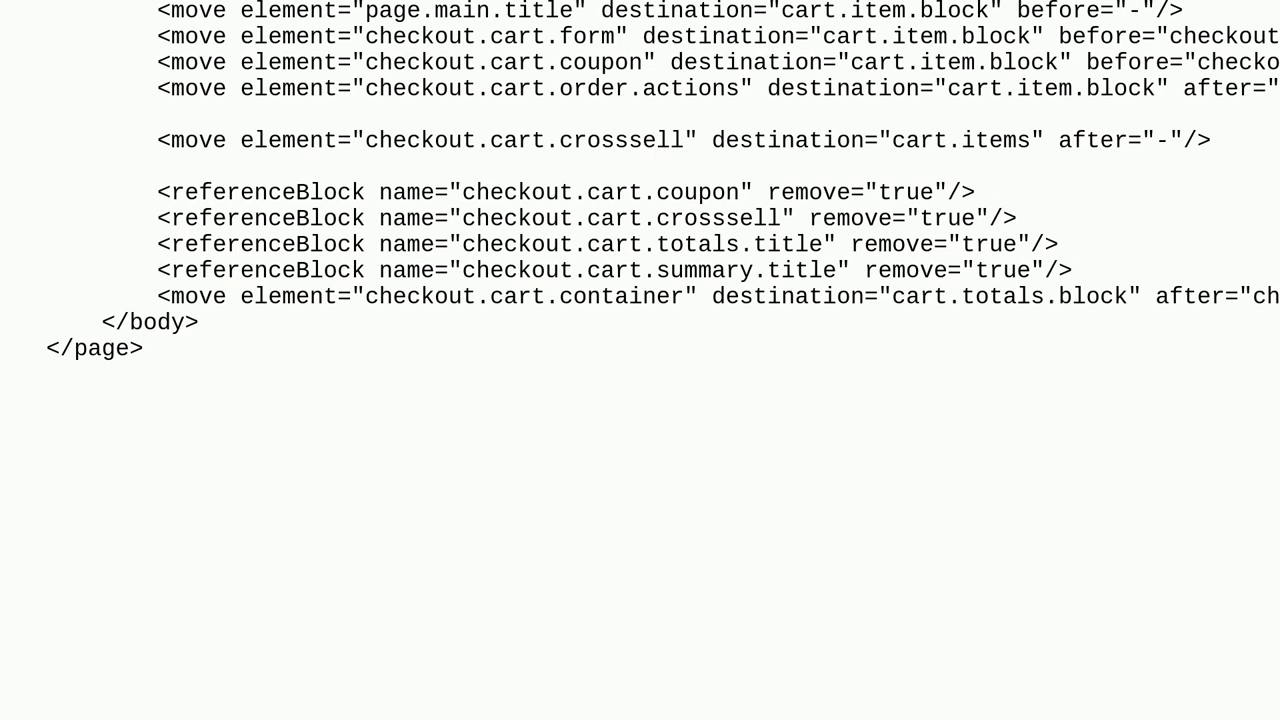 <move element="page.main.title" destination="cart.item.block" before="-"/>
<move element="checkout.cart.form" destination="cart.item.block" before="checkout
<move element="checkout.cart.coupon" destination="cart.item.block" before="checko
<move element="checkout.cart.order.actions" destination="cart.item.block" after="
<move element="checkout.cart.crosssell" destination="cart.items" after="-"/>
<referenceBlock name="checkout.cart.coupon" remove="true"/>
<referenceBlock name="checkout.cart.crosssell" remove="true"/>
<referenceBlock name="checkout.cart.totals.title" remove="true"/>
<referenceBlock name="checkout.cart.summary.title" remove="true"/>
<move element="checkout.cart.container" destination="cart.totals.block" after="ch
</body>
</page>